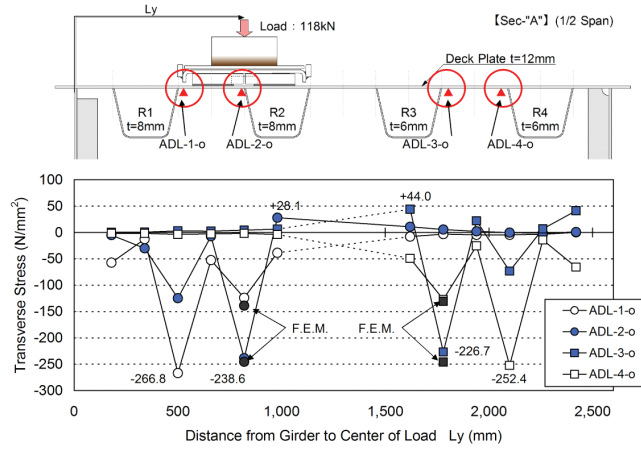 Ly
Load : 118kN
【Sec-"A"】(1/2 Span)
Deck Plate t=12mm
R1
t=8mm
R2
t=8mm
R3
t=6mm
R4
t=6mm
ADL-1-o
ADL-2-o
ADL-3-o
ADL-4-o
Transverse Stress (N/mm²)
100
50
0
-50
-100
-150
-200
-250
-300
+28.1
+44.0
F.E.M.
F.E.M.
-266.8
-238.6
-226.7
-252.4
ADL-1-o
ADL-2-o
ADL-3-o
ADL-4-o
0
500
1,000
1,500
2,000
2,500
Distance from Girder to Center of Load Ly (mm)